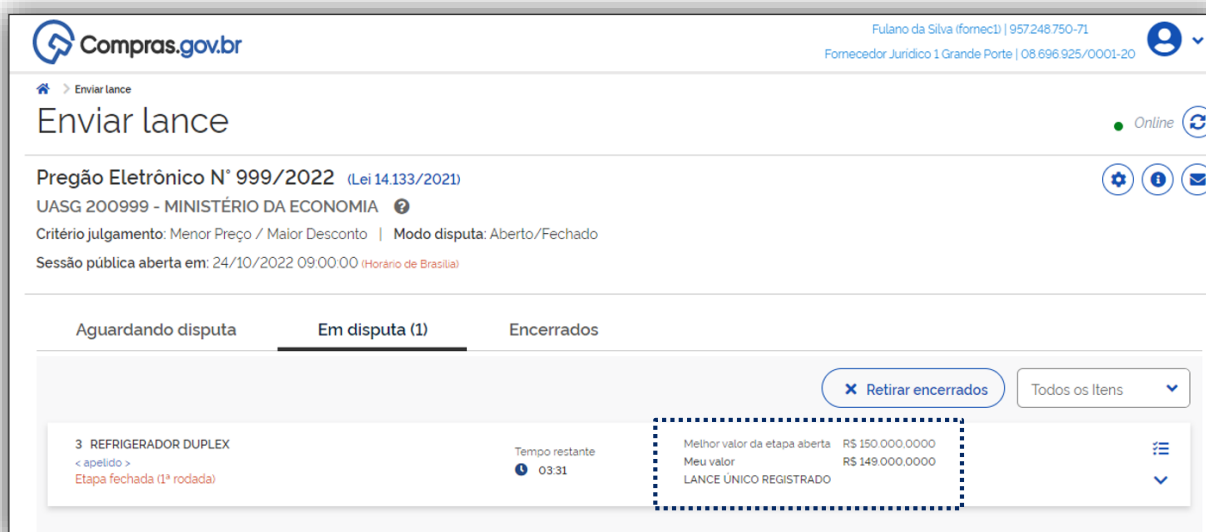 Compras.gov.br
Fulano da Silva (fornec1) | 957.248.750-71
Fornecedor Jurídico 1 Grande Porte | 08.696.925/0001-20
> Enviar lance
Enviar lance
Online
Pregão Eletrônico N° 999/2022 (Lei 14.133/2021)
UASG 200999 - MINISTÉRIO DA ECONOMIA
Critério julgamento: Menor Preço / Maior Desconto | Modo disputa: Aberto/Fechado
Sessão pública aberta em: 24/10/2022 09:00:00 (Horário de Brasília)
Aguardando disputa Em disputa (1) Encerrados
Retirar encerrados Todos os Itens
3 REFRIGERADOR DUPLEX
< apelido >
Etapa fechada (1ª rodada)
Tempo restante
03:31
Melhor valor da etapa aberta R$ 150.000,0000
Meu valor R$ 149.000,0000
LANCE ÚNICO REGISTRADO